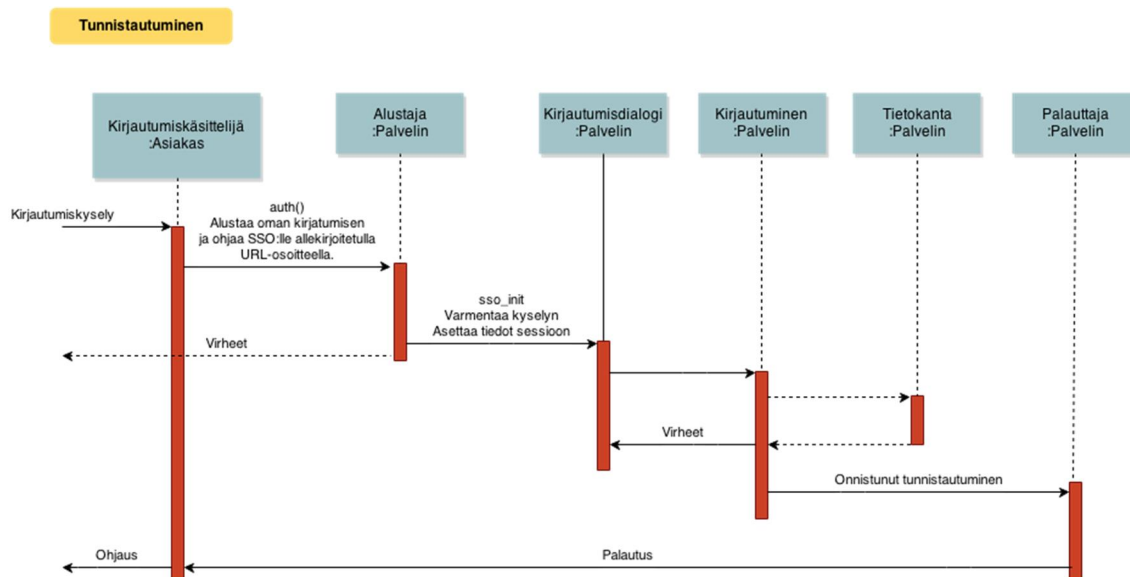 Tunnistautuminen
Kirjautumiskäsittelijä
:Asiakas
Alustaja
:Palvelin
Kirjautumisdialogi
:Palvelin
Kirjautuminen
:Palvelin
Tietokanta
:Palvelin
Palauttaja
:Palvelin
Kirjautumiskysely
auth()
Alustaa oman kirjatumisen
ja ohjaa SSO:lle allekirjoitetulla
URL-osoitteella.
sso_init
Varmentaa kyselyn
Asettaa tiedot sessioon
Virheet
Virheet
Onnistunut tunnistautuminen
Ohjaus
Palautus